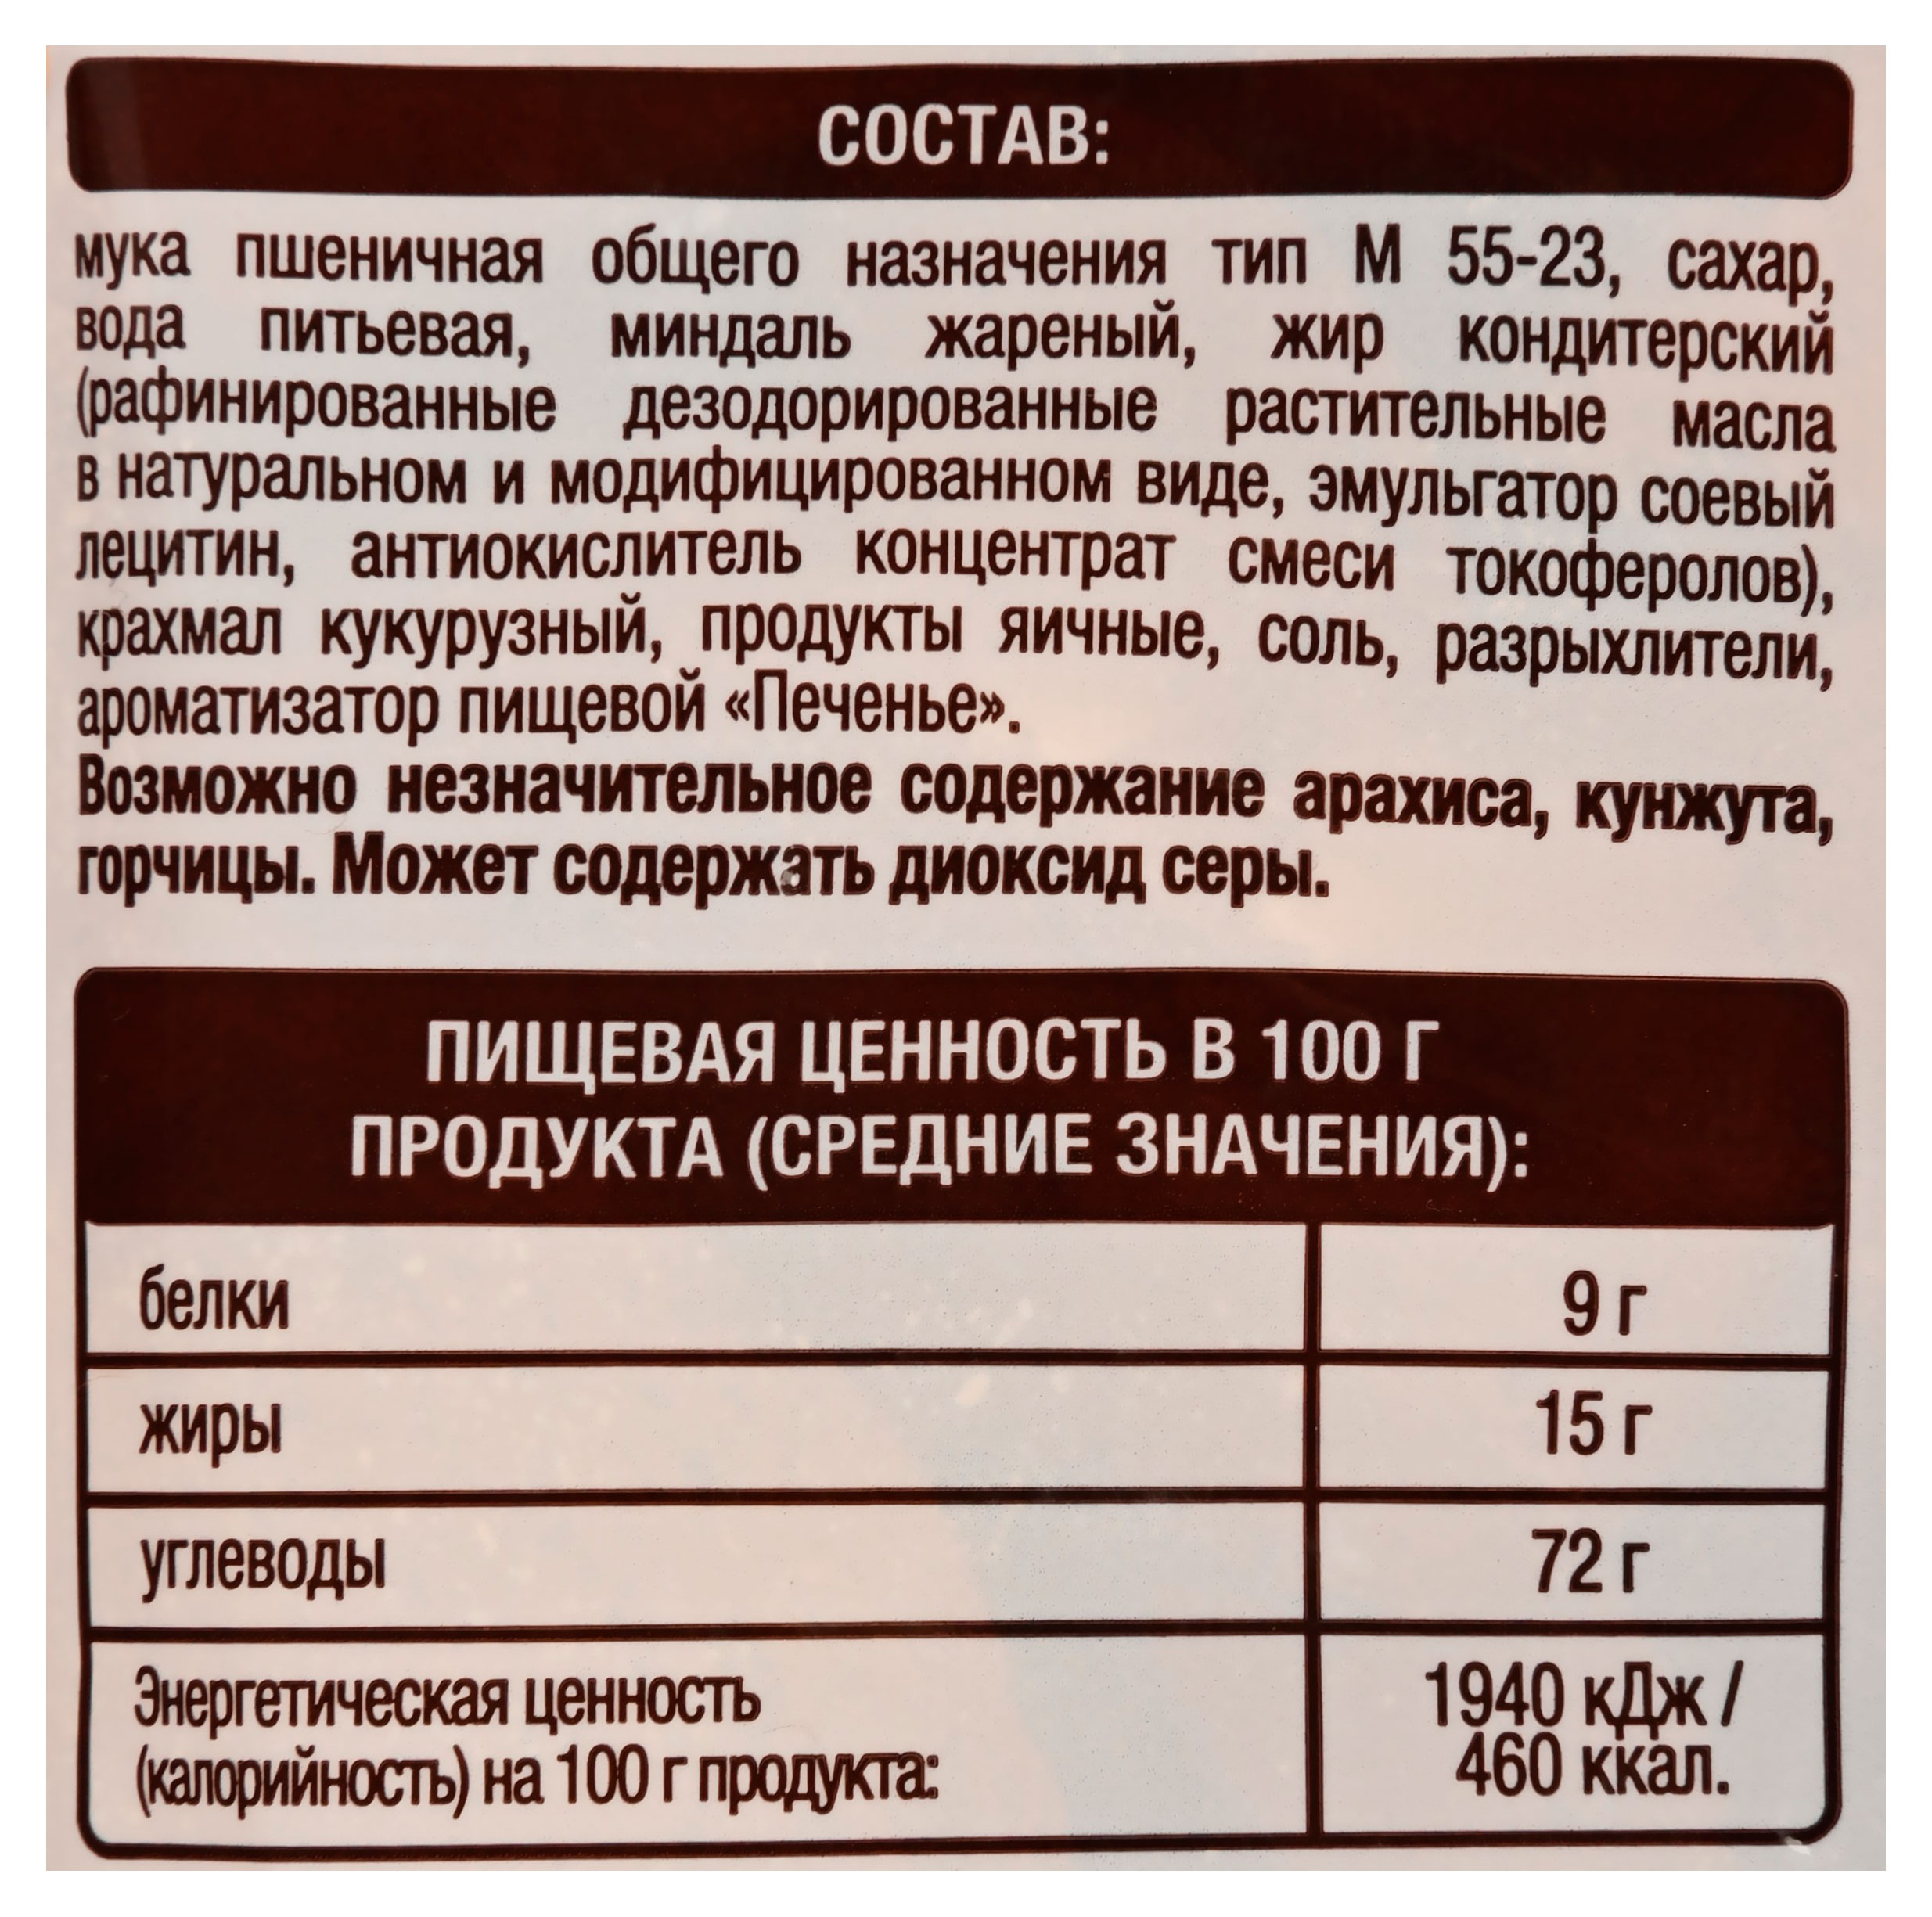 СОСТАВ:
мука пшеничная общего назначения тип М 55-23, сахар,
вода питьевая, миндаль жареный, жир кондитерский
(рафинированные дезодорированные растительные масла
в натуральном и модифицированном виде, эмульгатор соевый
лецитин, антиокислитель концентрат смеси токоферолов),
крахмал кукурузный, продукты яичные, соль, разрыхлители,
ароматизатор пищевой «Печенье».
Возможно незначительное содержание арахиса, кунжута,
горчицы. Может содержать диоксид серы.
ПИЩЕВАЯ ЦЕННОСТЬ В 100 Г
ПРОДУКТА (СРЕДНИЕ ЗНАЧЕНИЯ):
белки 9 г
жиры 15 г
углеводы 72 г
Энергетическая ценность 1940 кДж /
(калорийность) на 100 г продукта: 460 ккал.